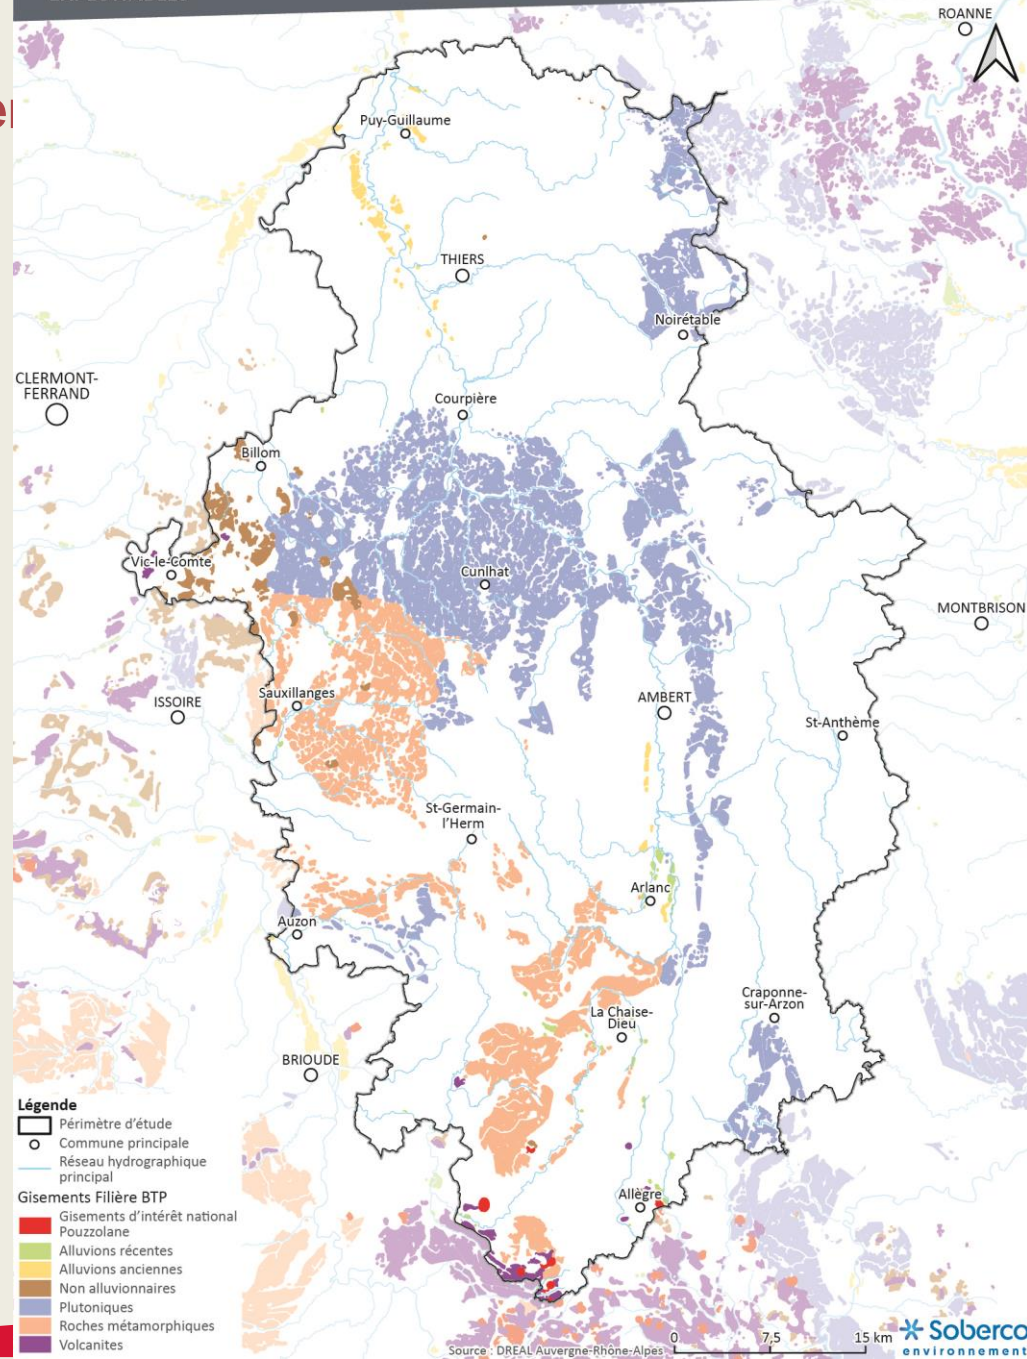 ROANNE
Puy-Guillaume
THIERS
Noirétable
CLERMONT-
FERRAND
Courpière
Billom
Vic-le-Comte
Cunlhat
MONTBRISON
Sauxillanges
ISSOIRE
AMBERT
St-Anthème
St-Germain-
l'Herm
Arlanc
Auzon
Craponne-
sur-Arzon
La Chaise-
Dieu
BRIOUDE
Allègre
Légende
Périmètre d'étude
Commune principale
Réseau hydrographique
principal
Gisements Filière BTP
Gisements d'intérêt national
Pouzzolane
Alluvions récentes
Alluvions anciennes
Non alluvionnaires
Plutoniques
Roches métamorphiques
Volcanites
Source : DREAL Auvergne-Rhône-Alpes
0 7,5 15 km
Soberco
environnement